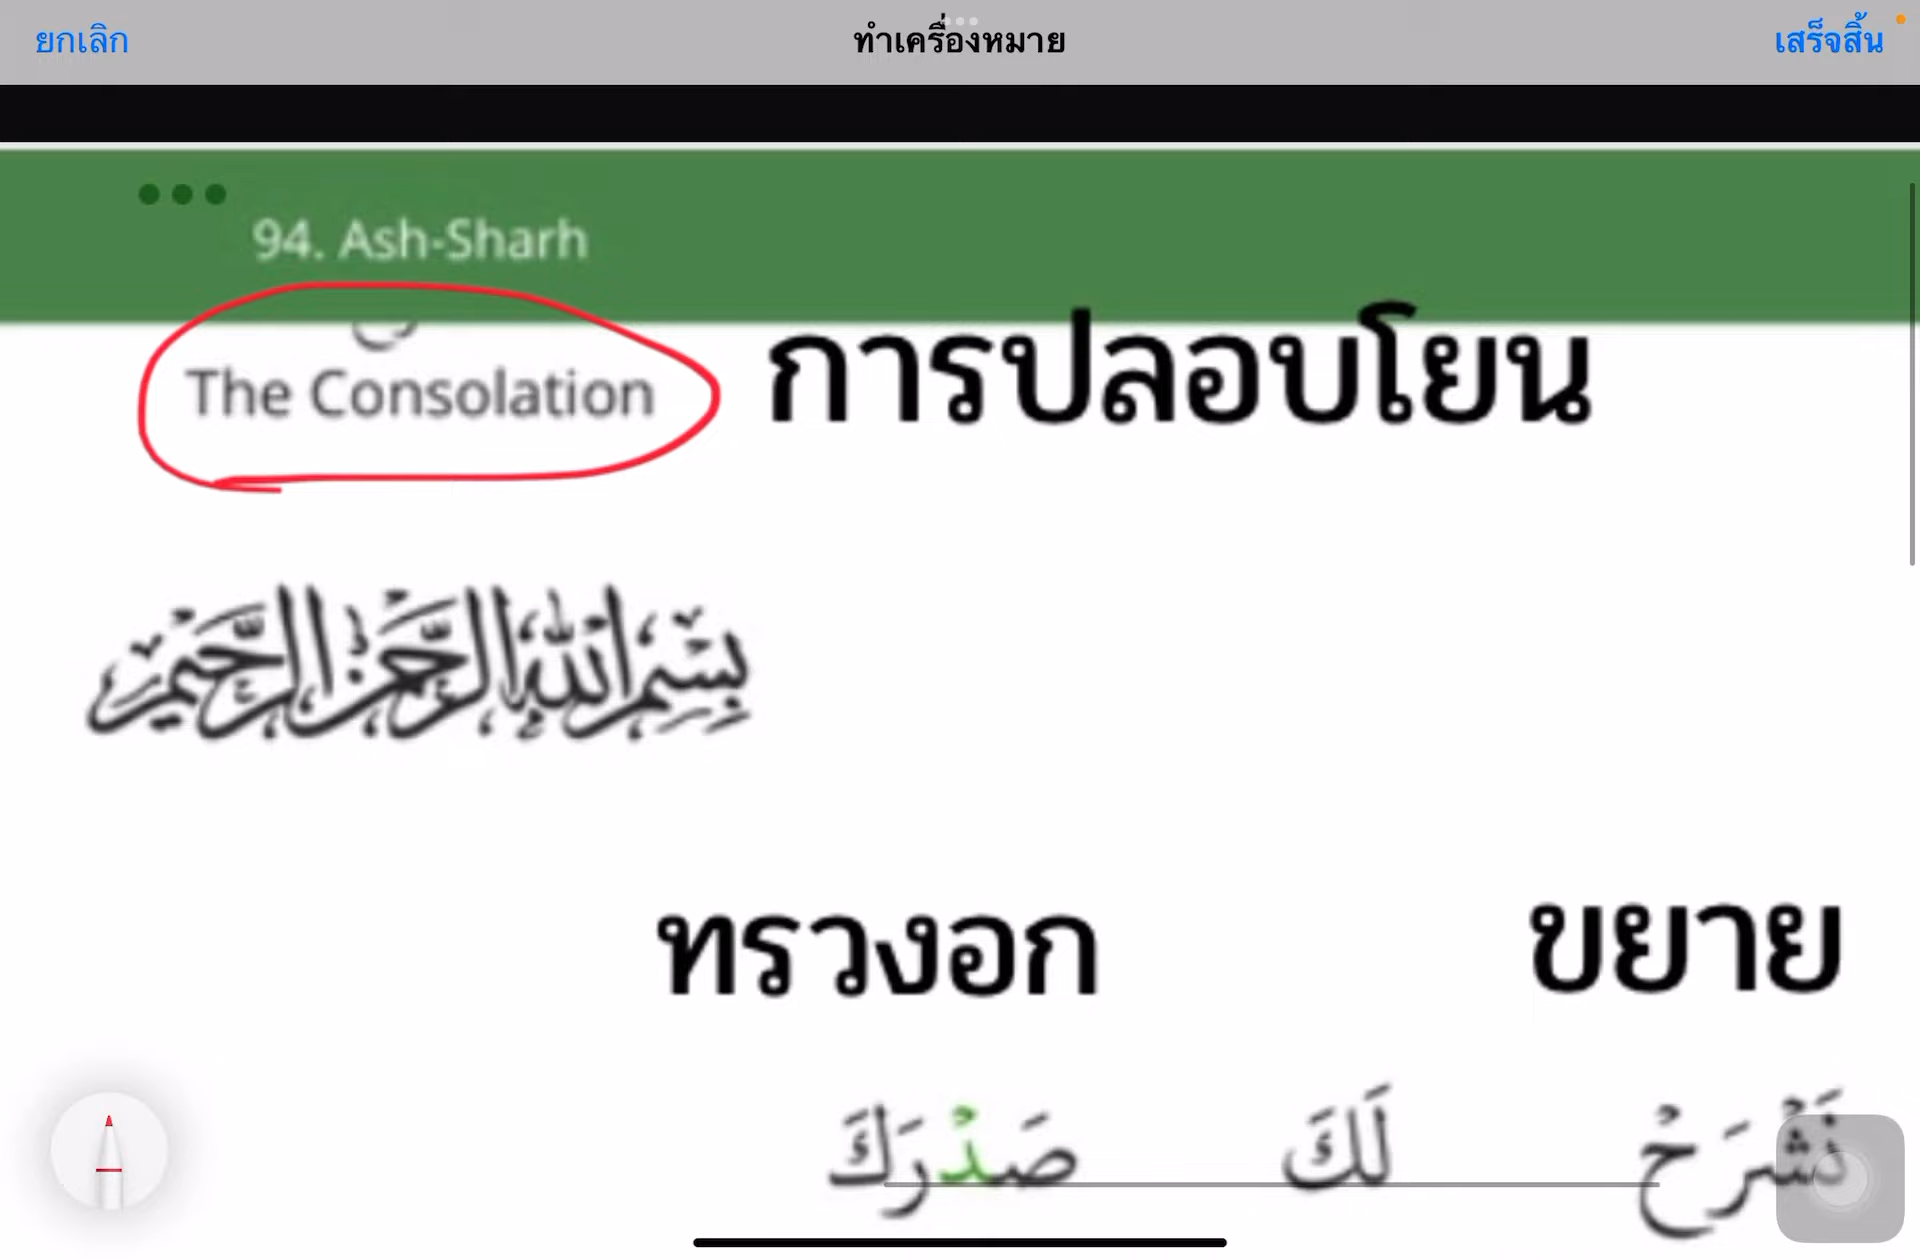 ยกเลิก ทำเครื่องหมาย เสร็จสิ้น
94. Ash-Sharh
The Consolation การปลอบโยน
بِسْمِ اللَّهِ الرَّحْمَٰنِ الرَّحِيمِ
ทรวงอก ขยาย
نَشْرَحْ لَكَ صَدْرَكَ